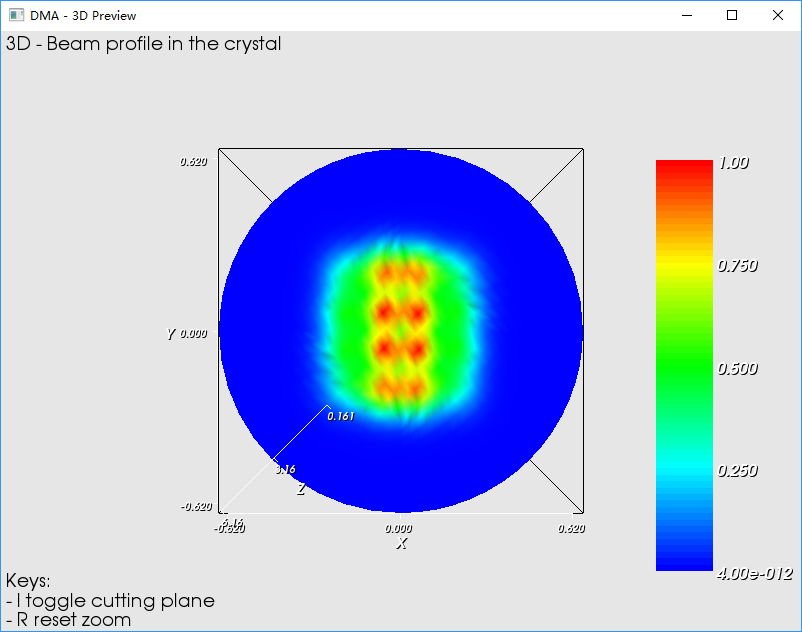 DMA - 3D Preview
3D - Beam profile in the crystal
0.620
1.00
0.750
Y 0.000
0.500
0.161
3.16
0.250
Z
-0.620
6.16
-0.620
0.000
0.620
X
4.00e-012
Keys:
- I toggle cutting plane
- R reset zoom